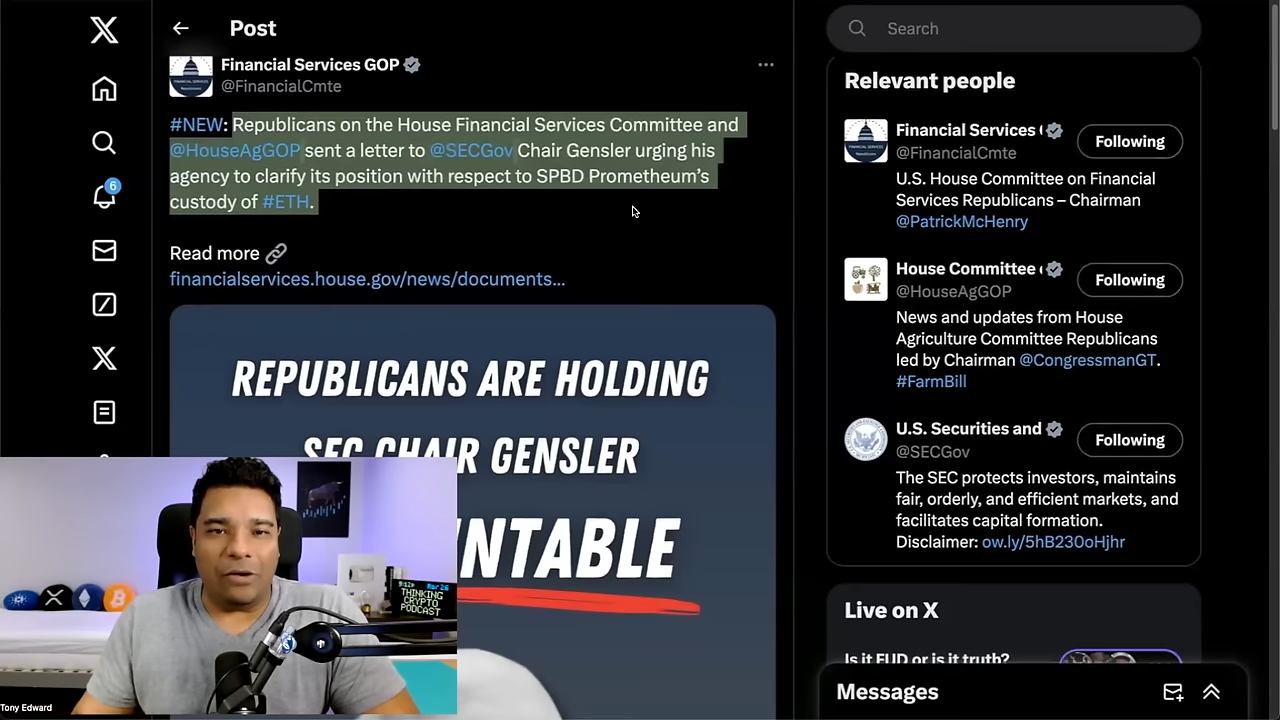 Post
Financial Services GOP
@FinancialCmte
#NEW: Republicans on the House Financial Services Committee and
@HouseAgGOP sent a letter to @SECGov Chair Gensler urging his
agency to clarify its position with respect to SPBD Prometheum's
custody of #ETH.
Read more
financialservices.house.gov/news/documents...
REPUBLICANS ARE HOLDING
SEC CHAIR GENSLER
NTABLE
6
Search
Relevant people
Financial Services
@FinancialCmte
Following
U.S. House Committee on Financial
Services Republicans – Chairman
@PatrickMcHenry
House Committee
@HouseAgGOP
Following
News and updates from House
Agriculture Committee Republicans
led by Chairman @CongressmanGT.
#FarmBill
U.S. Securities and
@SECGov
Following
The SEC protects investors, maintains
fair, orderly, and efficient markets, and
facilitates capital formation.
Disclaimer: ow.ly/5h8230oHjhr
Live on X
Is it FUD or is it truth?
Messages
9:12P Mar 26
THINKING
CRYPTO
PODCAST
Tony Edward